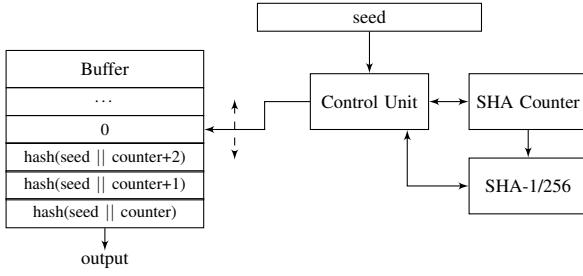 seed
Buffer
...
0
hash(seed || counter+2)
hash(seed || counter+1)
hash(seed || counter)
output
Control Unit
SHA Counter
SHA-1/256